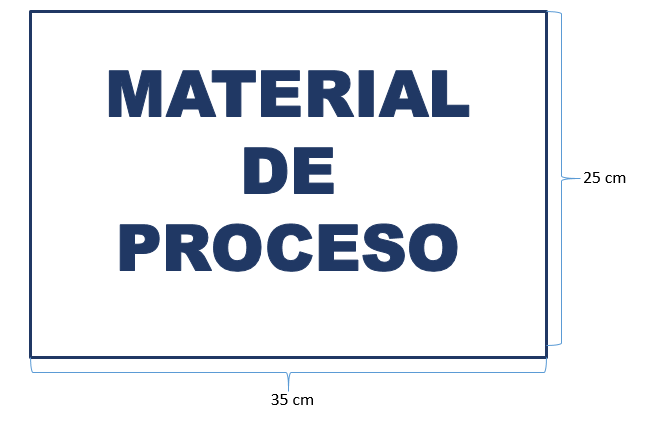 MATERIAL
DE
PROCESO
25 cm
35 cm